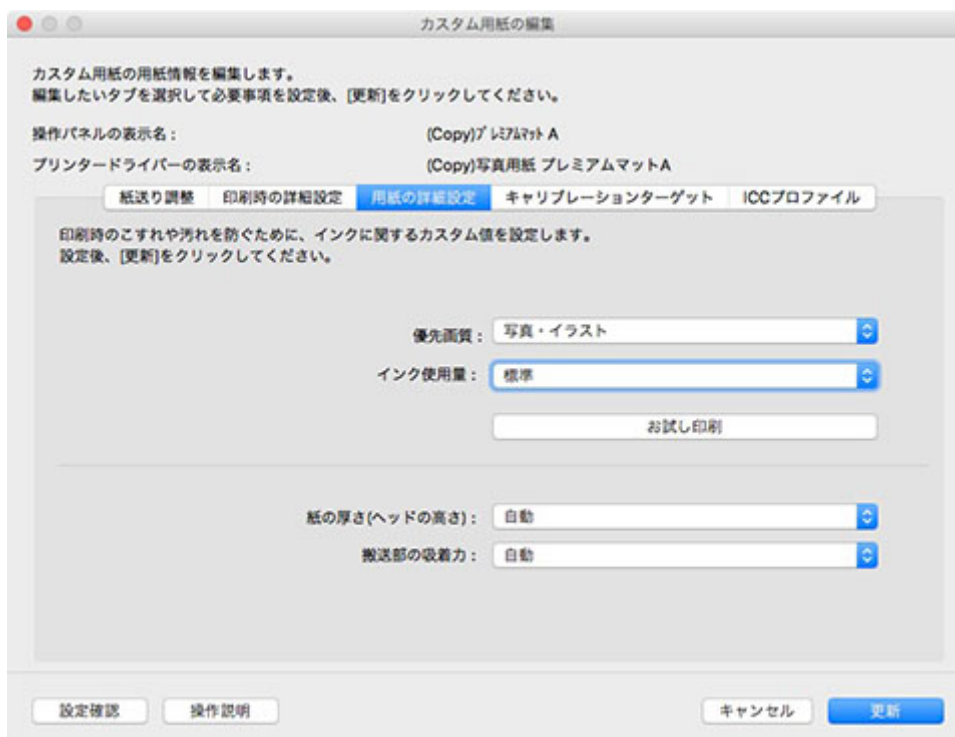 カスタム用紙の編集
カスタム用紙の用紙情報を編集します。
編集したいタブを選択して必要事項を設定後、[更新]をクリックしてください。
操作パネルの表示名： (Copy)ﾌﾟﾚﾐｱﾑﾏｯﾄ A
プリンタードライバーの表示名： (Copy)写真用紙 プレミアムマットA
紙送り調整 印刷時の詳細設定 用紙の詳細設定 キャリブレーションターゲット ICCプロファイル
印刷時のこすれや汚れを防ぐために、インクに関するカスタム値を設定します。
設定後、[更新]をクリックしてください。
優先画質： 写真・イラスト
インク使用量： 標準
お試し印刷
紙の厚さ(ヘッドの高さ)： 自動
搬送部の吸着力： 自動
設定確認 操作説明 キャンセル 更新